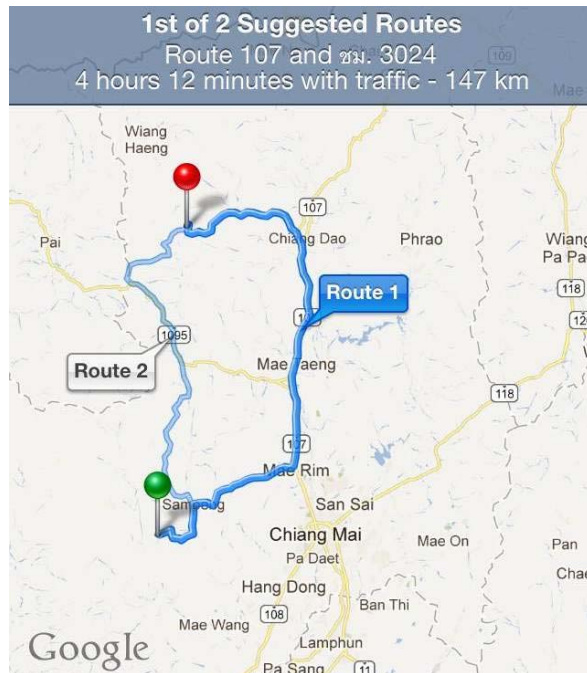 1st of 2 Suggested Routes
Route 107 and ชม. 3024
4 hours 12 minutes with traffic - 147 km
Mae
109
Wiang
Haeng
107
Pai
Chiang Dao
Phrao
Wiang
Pa Pao
118
Route 1
1095
Route 2
Mae Taeng
118
107
Mae Rim
Samoeng
San Sai
Chiang Mai
Mae On
Pan
Pa Daet
Chae
Hang Dong
Ban Thi
108
Mae Wang
Lamphun
Google
Pa Sang
11